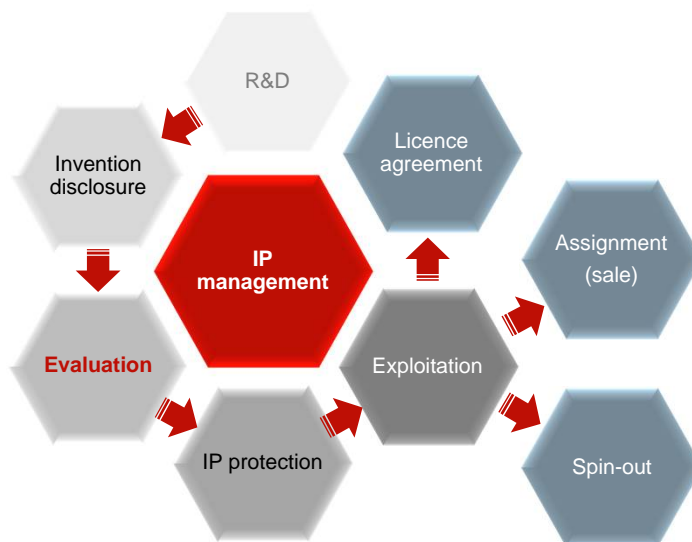 R&D
Invention
disclosure
Licence
agreement
IP
management
Assignment
(sale)
Evaluation
Exploitation
IP protection
Spin-out